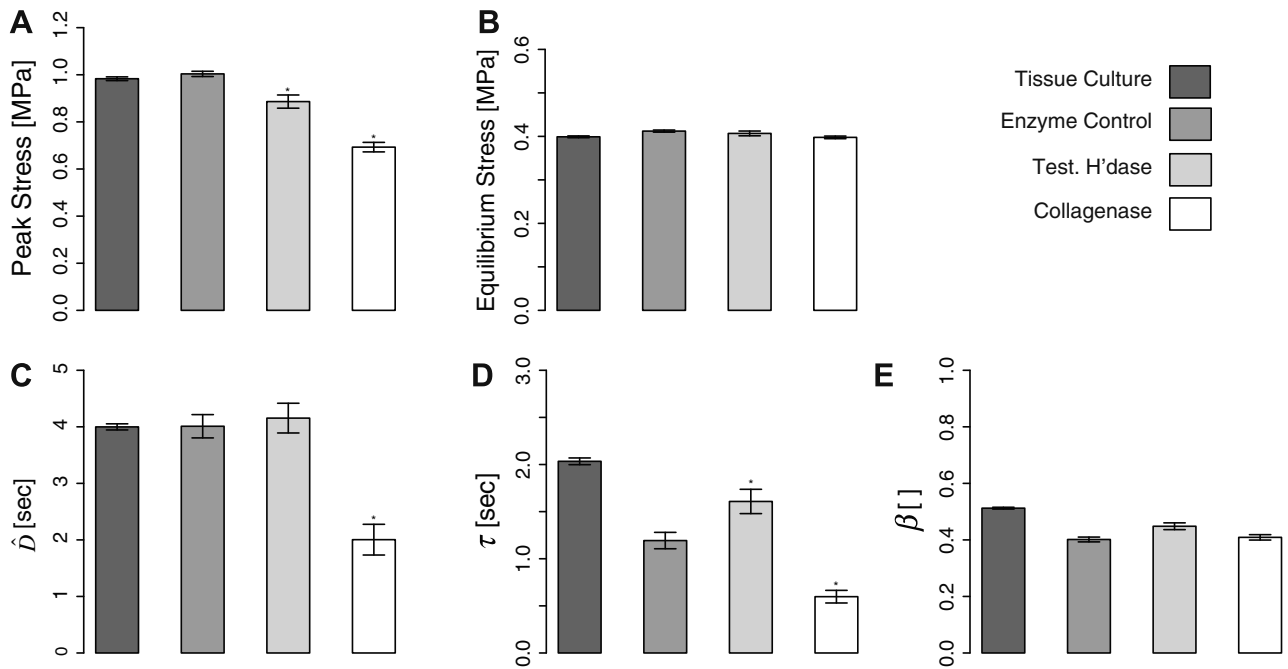 A
Peak Stress [MPa]
1.2
1.0
0.8
0.6
0.4
0.2
0.0
*
*
B
Equilibrium Stress [MPa]
0.6
0.4
0.2
0.0
Tissue Culture
Enzyme Control
Test. H'dase
Collagenase
C
D̂ [sec]
5
4
3
2
1
0
*
D
τ [sec]
3.0
2.0
1.0
0.0
*
*
E
β [ ]
1.0
0.8
0.6
0.4
0.2
0.0